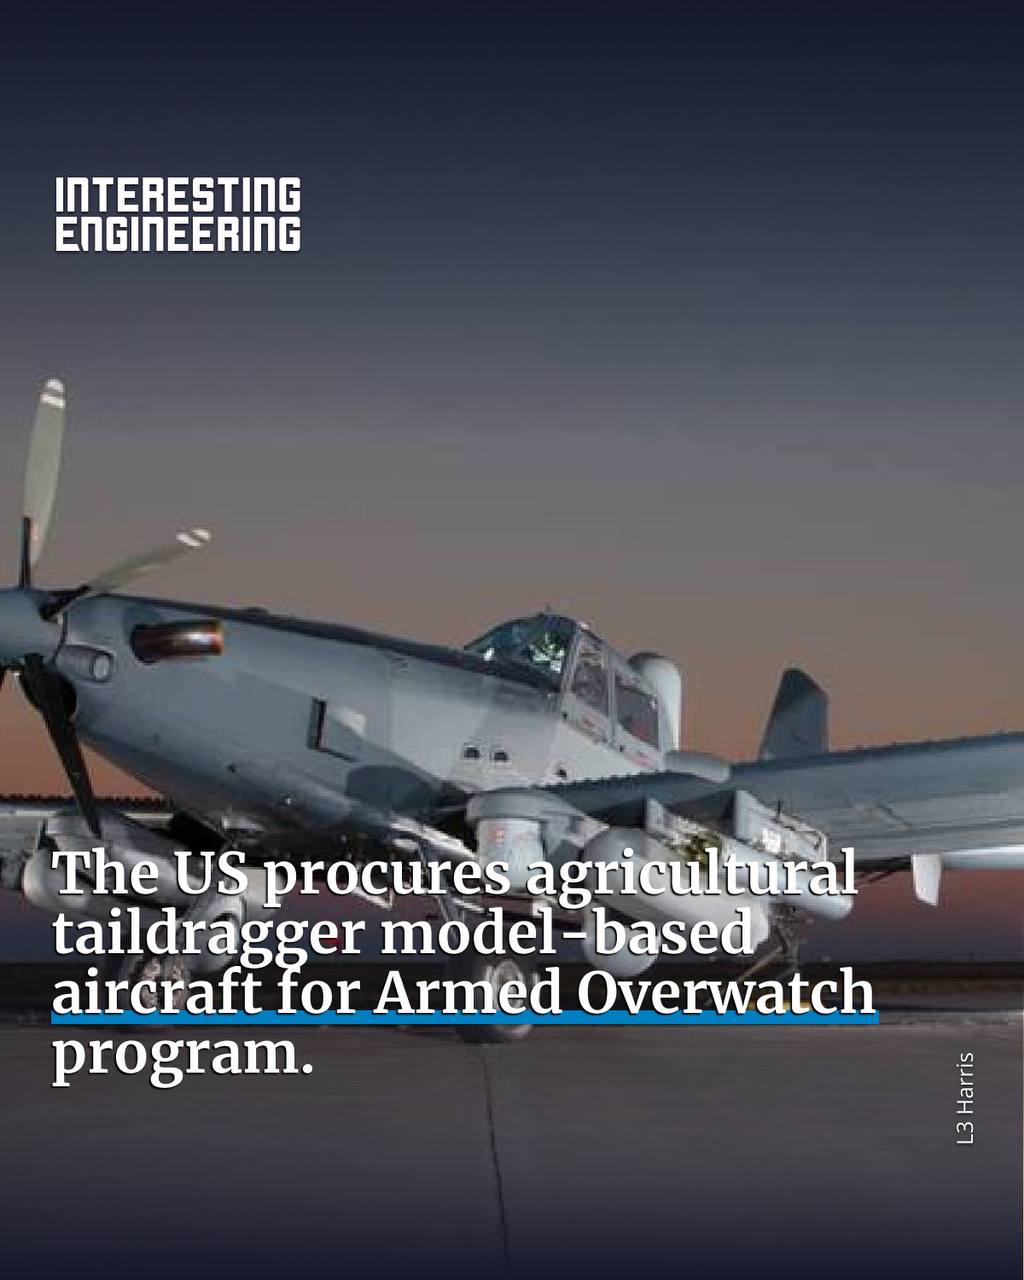 INTERESTING
ENGINEERING
The US procures agricultural
taildragger model-based
aircraft for Armed Overwatch
program.
L3 Harris